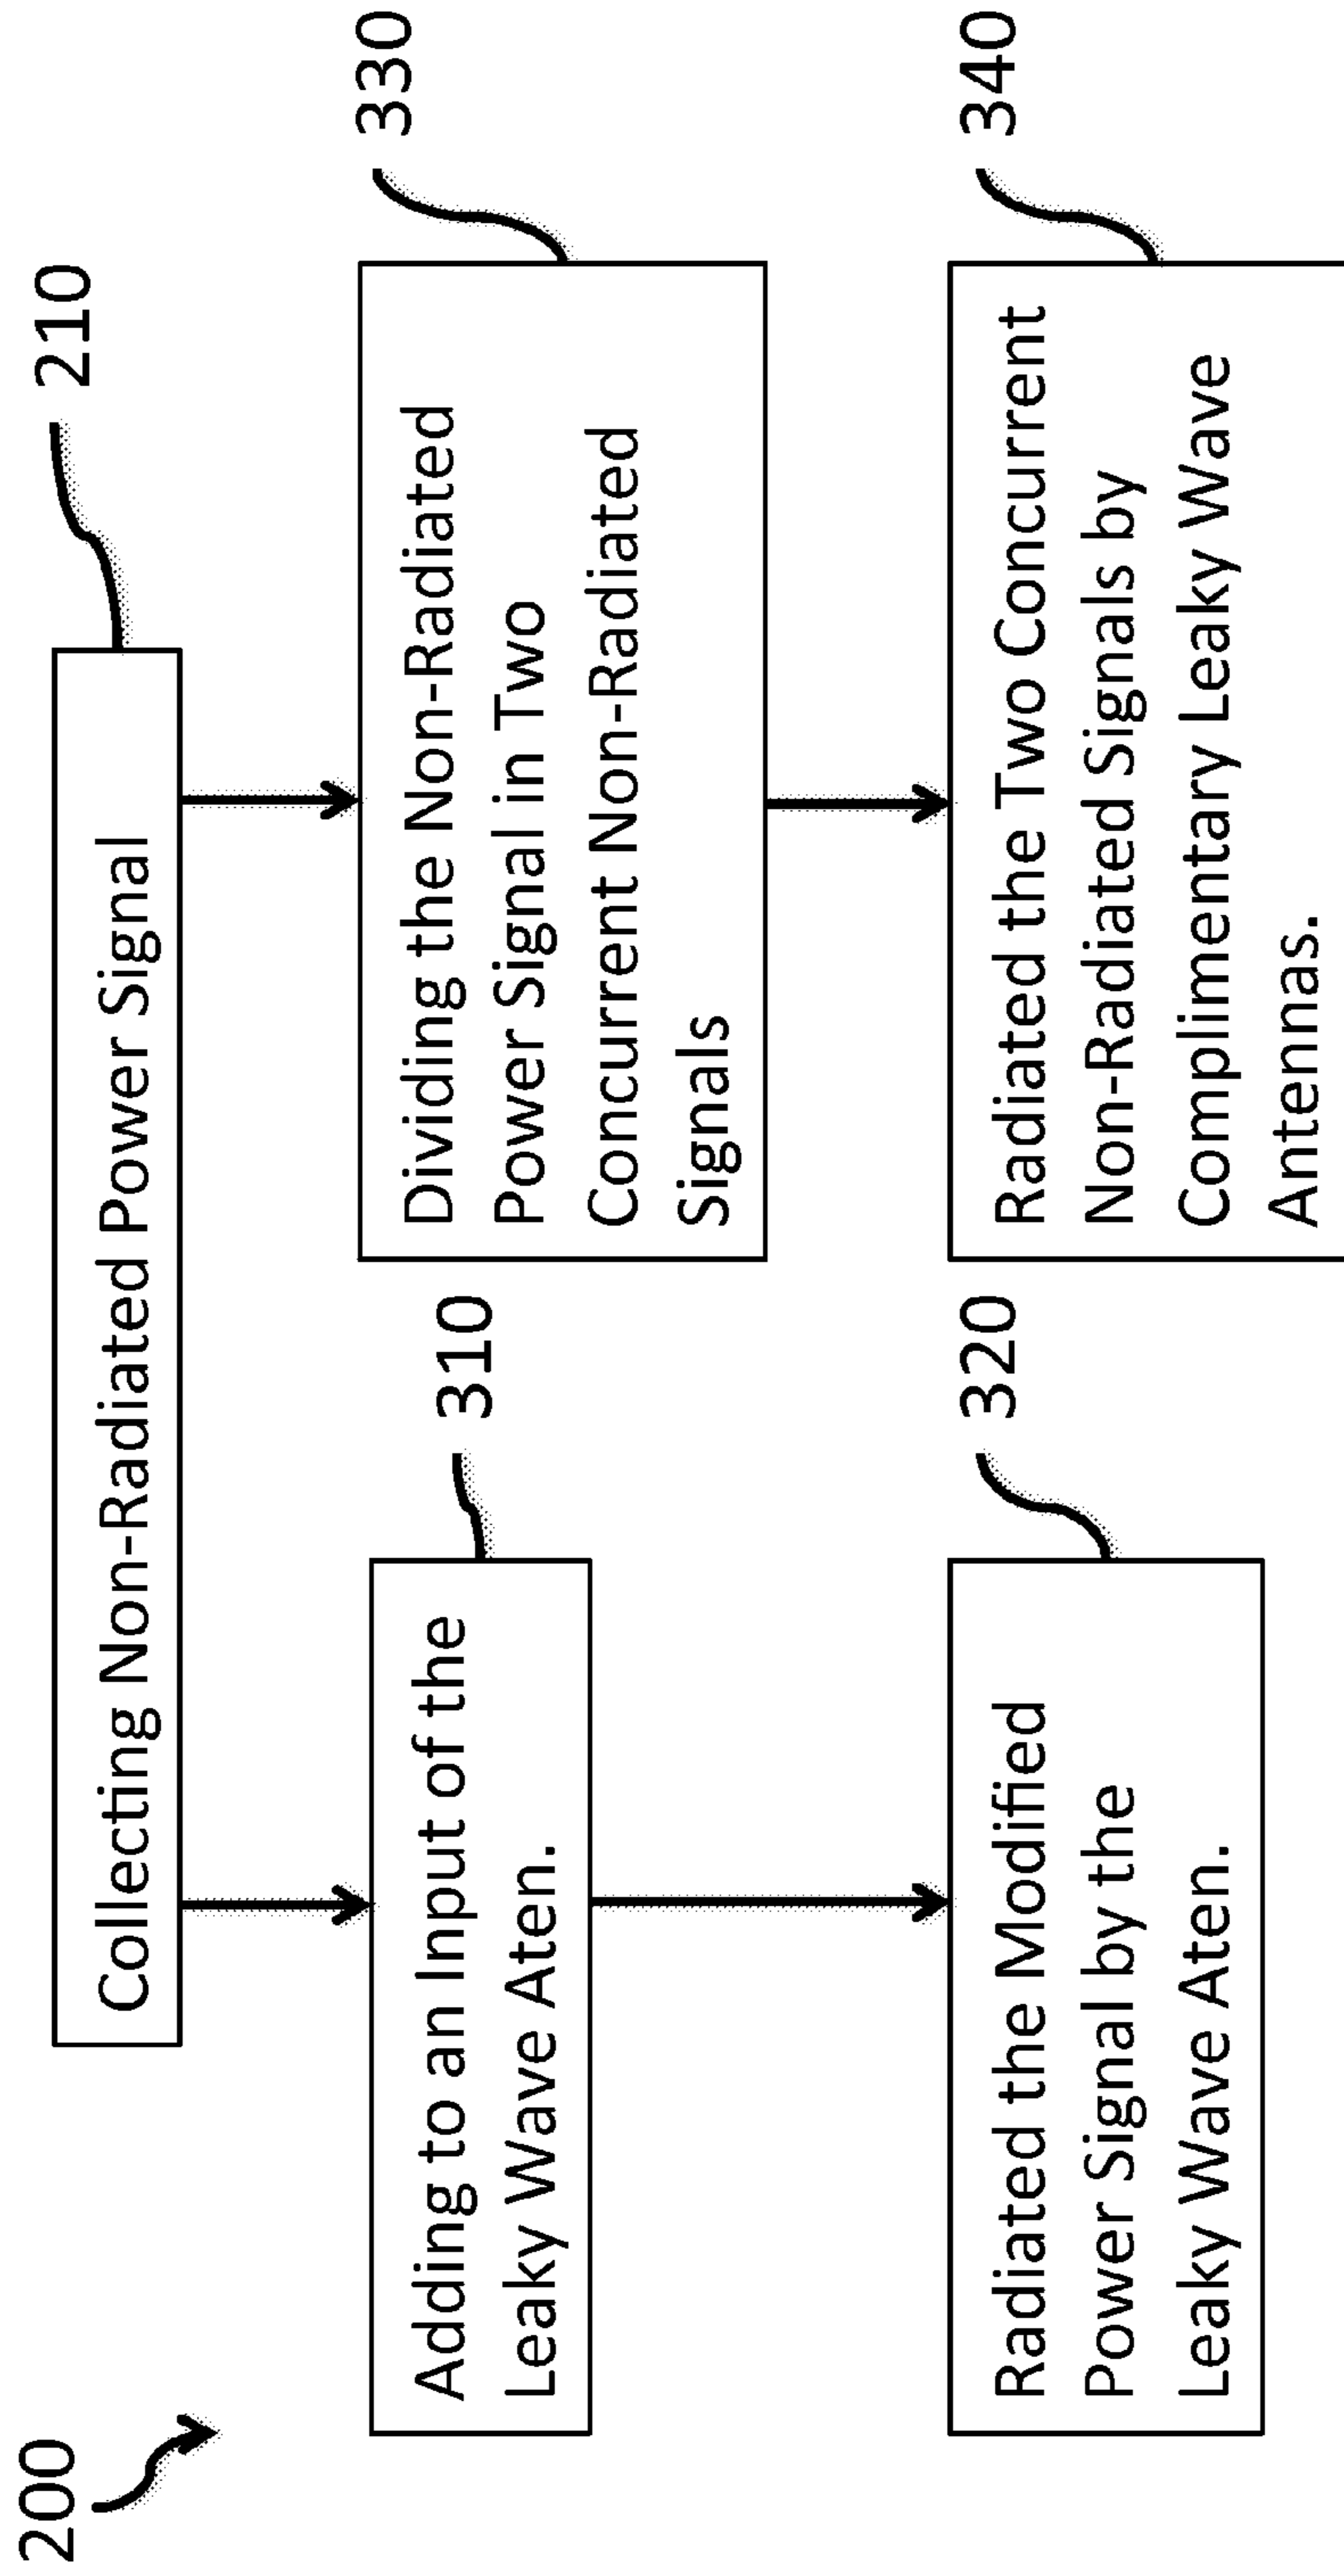 200
210
Collecting Non-Radiated Power Signal
310
Adding to an Input of the
Leaky Wave Aten.
330
Dividing the Non-Radiated
Power Signal in Two
Concurrent Non-Radiated
Signals
320
Radiated the Modified
Power Signal by the
Leaky Wave Aten.
340
Radiated the Two Concurrent
Non-Radiated Signals by
Complimentary Leaky Wave
Antennas.